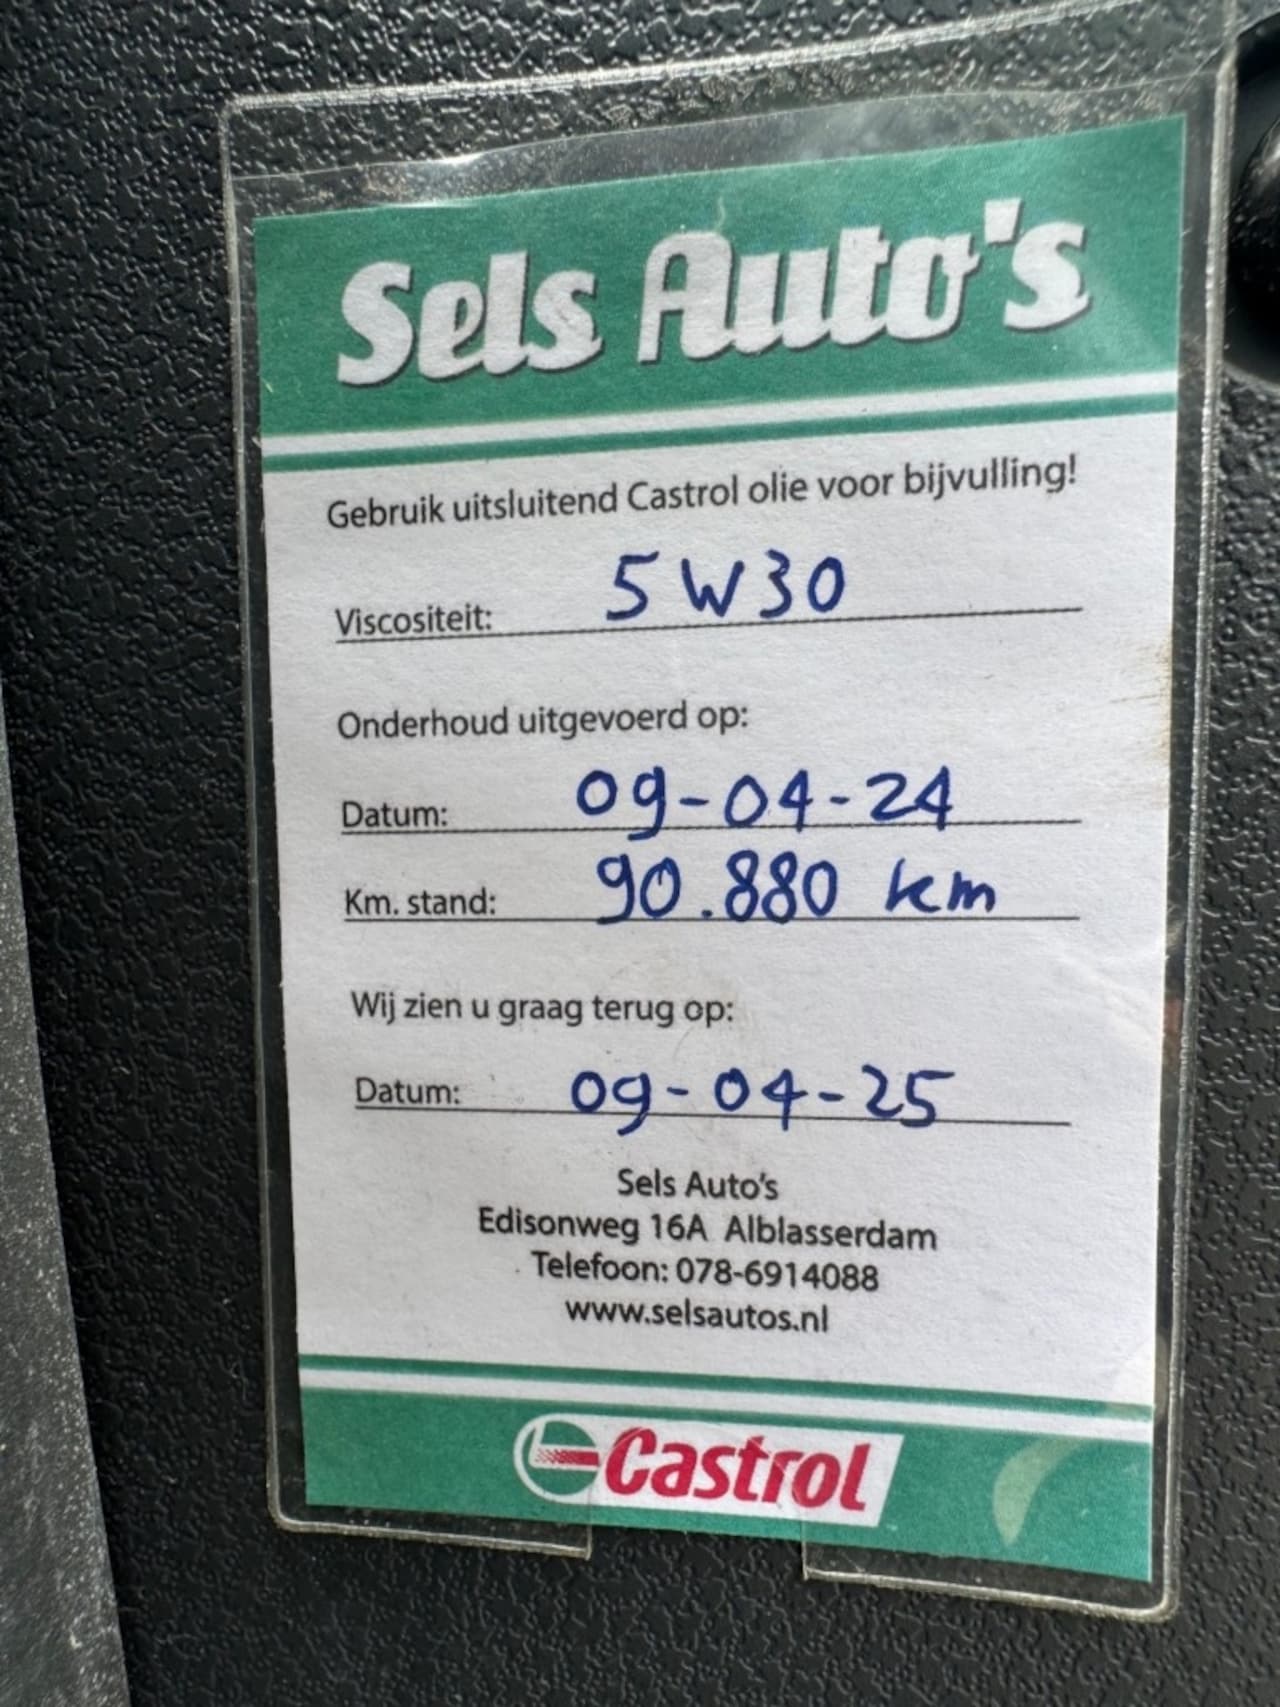 Sels Auto's
Gebruik uitsluitend Castrol olie voor bijvulling!
Viscositeit: 5W30
Onderhoud uitgevoerd op:
Datum: 09-04-24
Km. stand: 90.880 km
Wij zien u graag terug op:
Datum: 09-04-25
Sels Auto's
Edisonweg 16A Alblasserdam
Telefoon: 078-6914088
www.selsautos.nl
Castrol